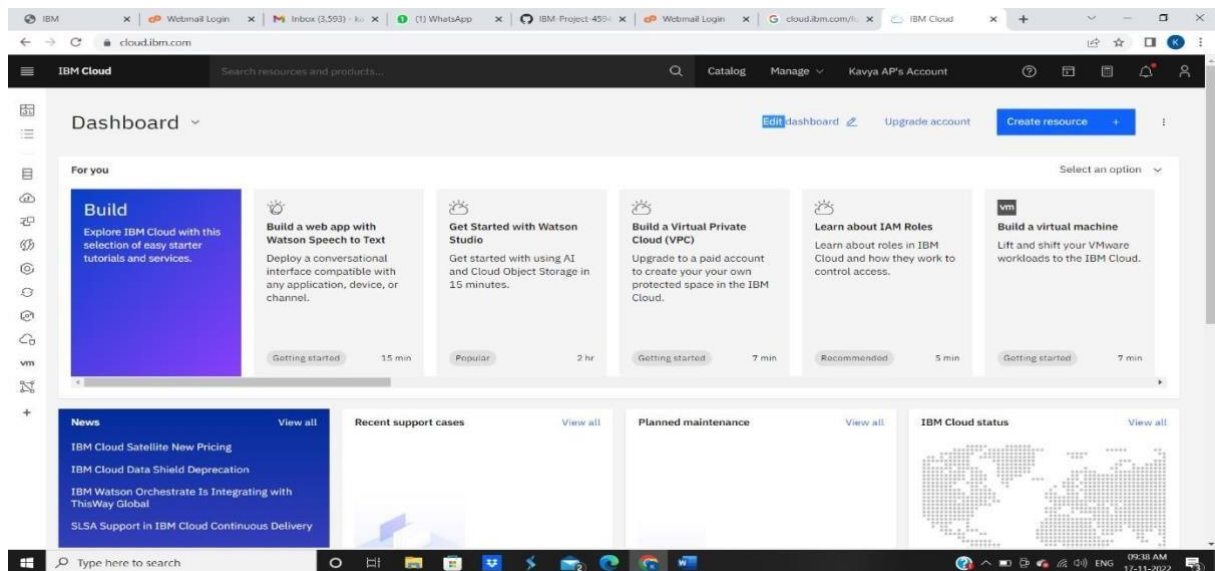 IBM
Webmail Login
Inbox (3,593) - ko
(1) WhatsApp
IBM-Project-459
Webmail Login
cloud.ibm.com/lo
IBM Cloud
cloud.ibm.com
K
IBM Cloud
Search resources and products...
Catalog
Manage
Kavya AP's Account
Dashboard
Edit dashboard
Upgrade account
Create resource +
For you
Select an option
Build
Explore IBM Cloud with this
selection of easy starter
tutorials and services.
Build a web app with
Watson Speech to Text
Deploy a conversational
interface compatible with
any application, device, or
channel.
Getting started 15 min
Get Started with Watson
Studio
Get started with using AI
and Cloud Object Storage in
15 minutes.
Popular 2 hr
Build a Virtual Private
Cloud (VPC)
Upgrade to a paid account
to create your your own
protected space in the IBM
Cloud.
Getting started 7 min
Learn about IAM Roles
Learn about roles in IBM
Cloud and how they work to
control access.
Recommended 5 min
vm
Build a virtual machine
Lift and shift your VMware
workloads to the IBM Cloud.
Getting started 7 min
vm
News View all
IBM Cloud Satellite New Pricing
IBM Cloud Data Shield Deprecation
IBM Watson Orchestrate Is Integrating with
ThisWay Global
SLSA Support in IBM Cloud Continuous Delivery
Recent support cases View all
Planned maintenance View all
IBM Cloud status View all
Type here to search
ENG
09:38 AM
17-11-2022